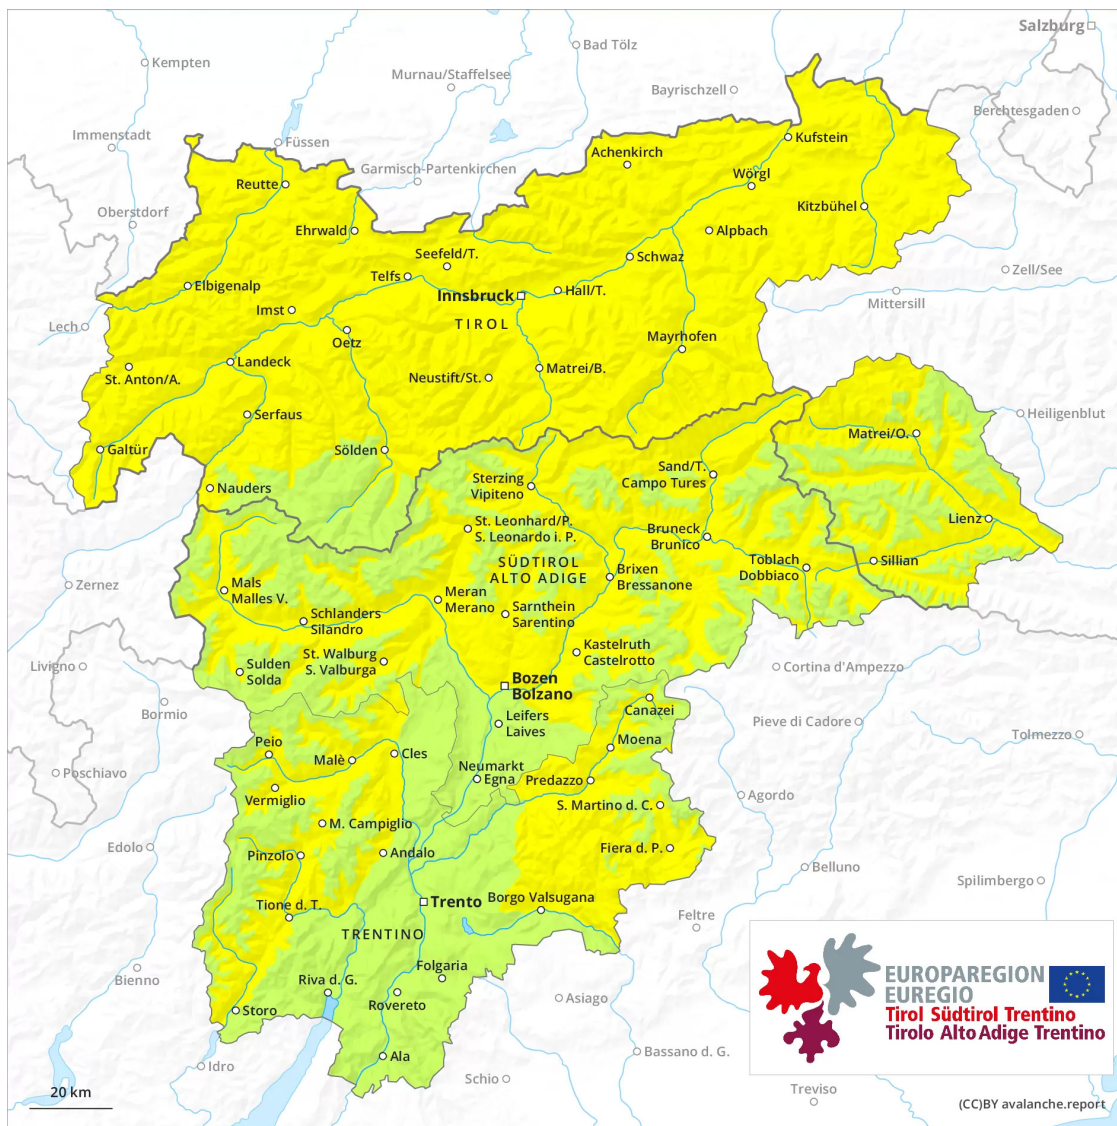 Salzburg
Bad Tölz
Kempten
Murnau/Staffelsee
Bayrischzell
Berchtesgaden
Immenstadt
Füssen
Kufstein
Achenkirch
Garmisch-Partenkirchen
Wörgl
Reutte
Oberstdorf
Kitzbühel
Ehrwald
Alpbach
Seefeld/T.
Schwaz
Zell/See
Telfs
Elbigenalp
Hall/T.
Innsbruck
Mittersill
Imst
Lech
TIROL
Oetz
Mayrhofen
Landeck
Matrei/B.
St. Anton/A.
Neustift/St.
Serfaus
Heiligenblut
Matrei/O.
Galtür
Sölden
Sand/T.
Campo Tures
Sterzing
Vipiteno
Nauders
St. Leonhard/P.
S. Leonardo i. P.
Lienz
Bruneck
Brunico
SÜDTIROL
ALTO ADIGE
Toblach
Dobbiaco
Sillian
Zernez
Brixen
Bressanone
Mals
Malles V.
Meran
Merano
Schlanders
Silandro
Sarnthein
Sarentino
Kastelruth
Castelrotto
St. Walburg
S. Valburga
Livigno
Sulden
Solda
Cortina d'Ampezzo
Bozen
Bolzano
Bormio
Canazei
Leifers
Laives
Pieve di Cadore
Tolmezzo
Peio
Moena
Malè
Cles
Poschiavo
Neumarkt
Egna
Predazzo
Vermiglio
Agordo
S. Martino d. C.
M. Campiglio
Edolo
Fiera d. P.
Pinzolo
Andalo
Belluno
Spilimbergo
Trento
Borgo Valsugana
Tione d. T.
Feltre
TRENTINO
Folgaria
Bienno
Riva d. G.
Rovereto
Asiago
Storo
EUROPAREGION
EUREGIO
Tirol Südtirol Trentino
Tirolo Alto Adige Trentino
Ala
Bassano d. G.
Idro
Schio
Treviso
20 km
(CC)BY avalanche.report